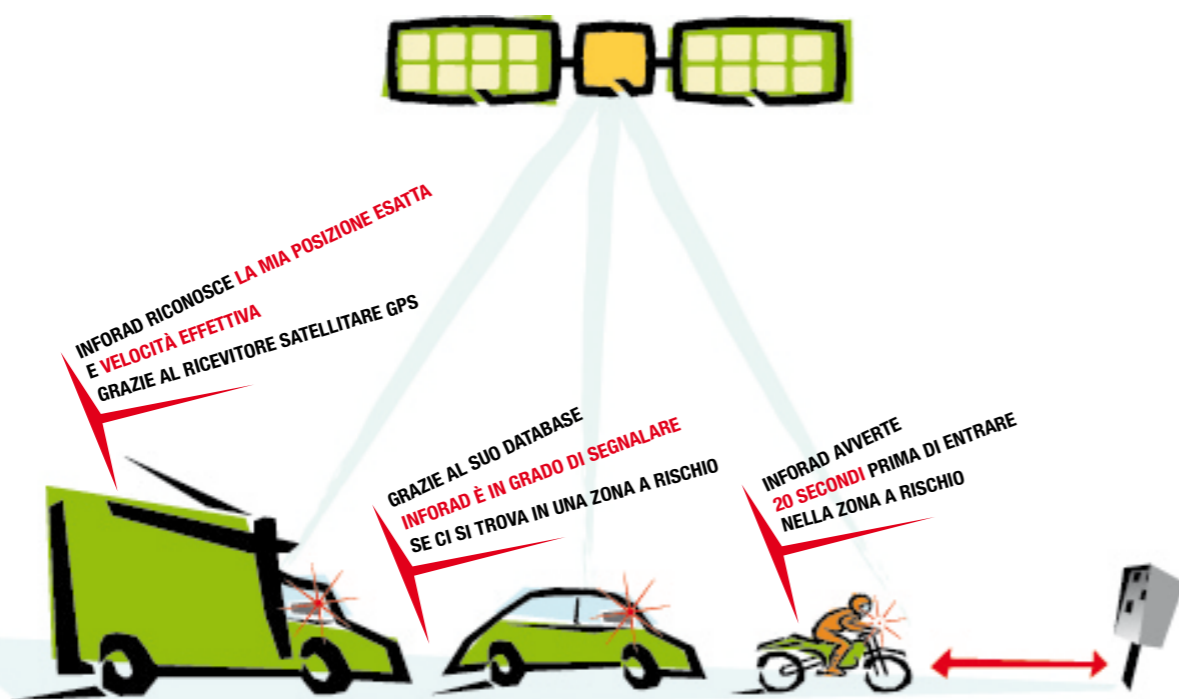 INFORAD RICONOSCE LA MIA POSIZIONE ESATTA
E VELOCITÀ EFFETTIVA
GRAZIE AL RICEVITORE SATELLITARE GPS
GRAZIE AL SUO DATABASE
INFORAD È IN GRADO DI SEGNALARE
SE CI SI TROVA IN UNA ZONA A RISCHIO
INFORAD AVVERTE
20 SECONDI PRIMA DI ENTRARE
NELLA ZONA A RISCHIO